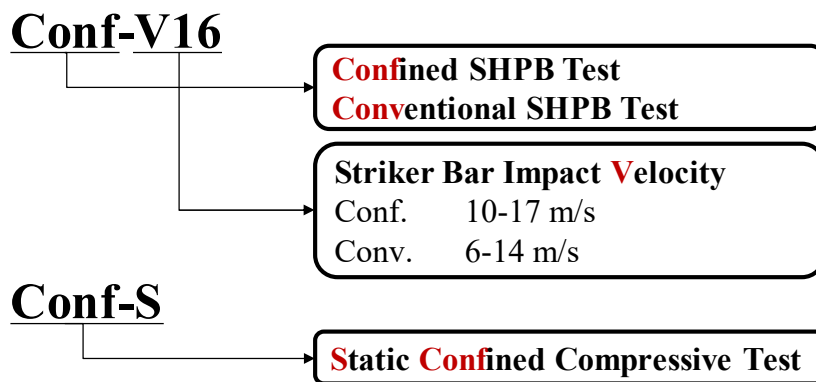 Conf-V16
Confined SHPB Test
Conventional SHPB Test
Striker Bar Impact Velocity
Conf. 10-17 m/s
Conv. 6-14 m/s
Conf-S
Static Confined Compressive Test